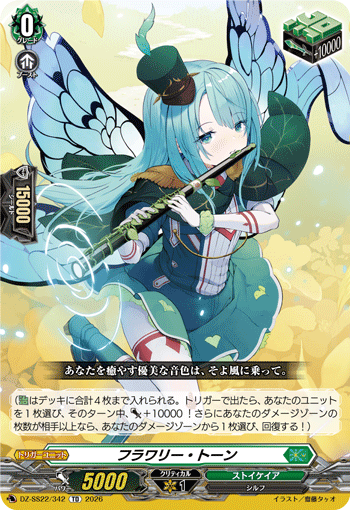 0
グレード
ブースト
治
+10000
15000
シールド
あなたを癒やす優美な音色は、そよ風に乗って。
(治はデッキに合計4枚まで入れられる。トリガーで出たら、あなたのユニット
を1枚選び、そのターン中、+10000！さらにあなたのダメージゾーンの
枚数が相手以上なら、あなたのダメージゾーンから1枚選び、回復する！)
トリガーユニット
フラワリー・トーン
パワー
5000
クリティカル
1
ストイケイア
シルフ
DZ-SS22/342
TD
2026
イラスト/齋藤タケオ